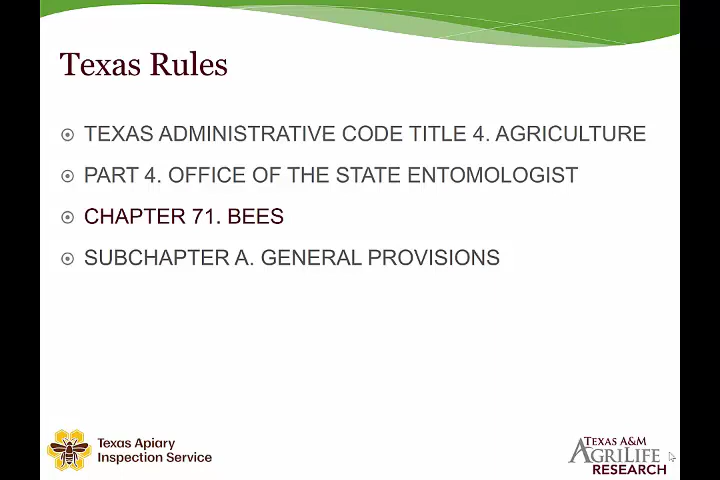 Texas Rules
TEXAS ADMINISTRATIVE CODE TITLE 4. AGRICULTURE
PART 4. OFFICE OF THE STATE ENTOMOLOGIST
CHAPTER 71. BEES
SUBCHAPTER A. GENERAL PROVISIONS
Texas Apiary
Inspection Service
TEXAS A&M
AGRILIFE
RESEARCH